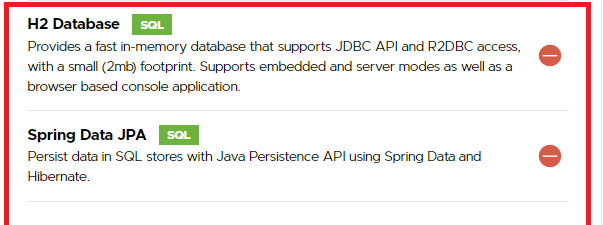 H2 Database SQL
Provides a fast in-memory database that supports JDBC API and R2DBC access,
with a small (2mb) footprint. Supports embedded and server modes as well as a
browser based console application.
Spring Data JPA SQL
Persist data in SQL stores with Java Persistence API using Spring Data and
Hibernate.